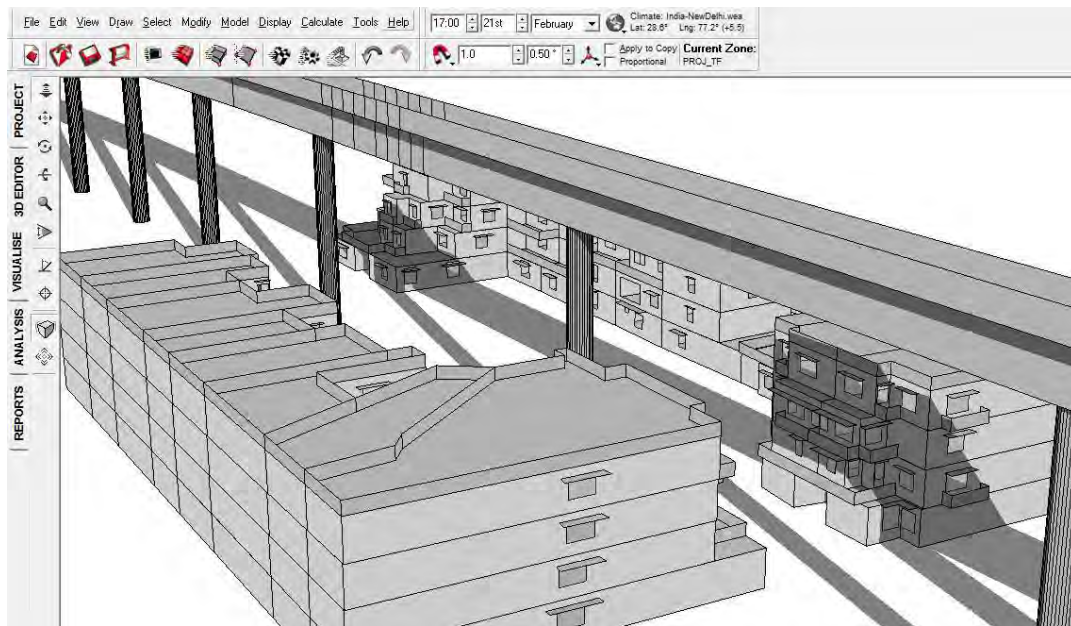 File Edit View Draw Select Modify Model Display Calculate Tools Help
17:00 21st February
Climate: India-NewDelhi.wea
Lat: 28.6° Lng: 77.2° (+5.5)
1.0 0.50°
Apply to Copy
Proportional
Current Zone:
PROJ_TF
PROJECT
3D EDITOR
VISUALISE
ANALYSIS
REPORTS